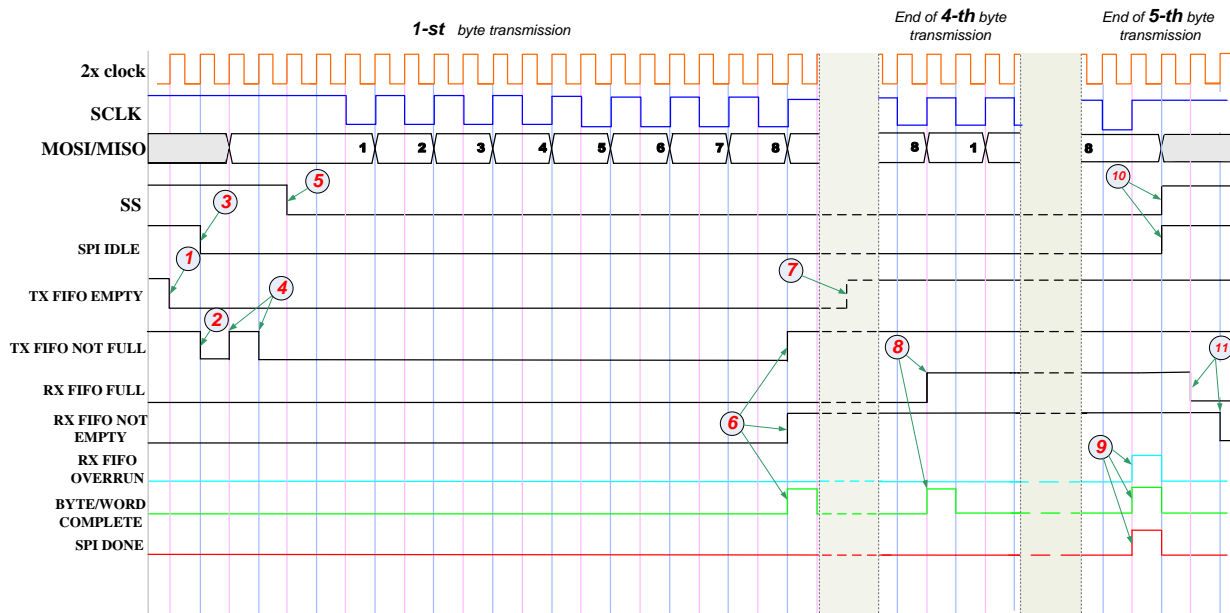 1-st byte transmission
End of 4-th byte
transmission
End of 5-th byte
transmission
2x clock
SCLK
MOSI/MISO
1 2 3 4 5 6 7 8 8 1 8
SS
5
10
3
SPI IDLE
1
TX FIFO EMPTY
4
7
2
TX FIFO NOT FULL
8
11
RX FIFO FULL
RX FIFO NOT
EMPTY
6
9
RX FIFO
OVERRUN
BYTE/WORD
COMPLETE
SPI DONE